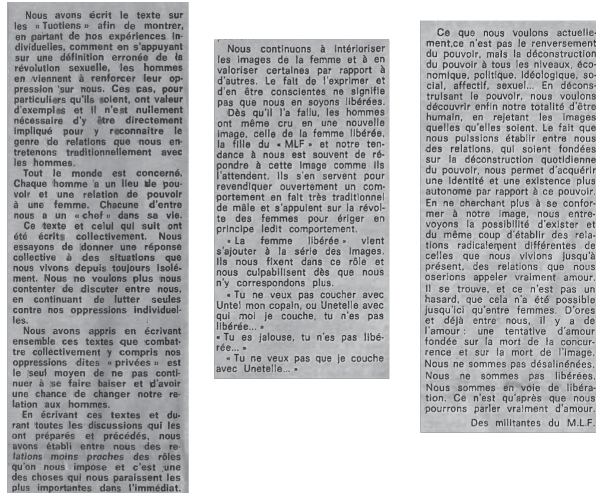 Nous avons écrit le texte sur
les « Tuotiens » afin de montrer,
en partant de nos expériences in-
dividuelles, comment en s'appuyant
sur une définition erronée de la
révolution sexuelle, les hommes
en viennent à renforcer leur op-
pression sur nous. Ces cas, pour
particuliers qu'ils soient, ont valeur
d'exemples et il n'est nullement
nécessaire d'y être directement
impliqué pour y reconnaître le
genre de relations que nous en-
tretenons traditionnellement avec
les hommes.
Tout le monde est concerné.
Chaque homme a un lieu de pou-
voir et une relation de pouvoir
à une femme. Chacune d'entre
nous a un « chef » dans sa vie.
Ce texte et celui qui suit ont
été écrits collectivement. Nous
essayons de donner une réponse
collective à des situations que
nous vivons depuis toujours isolé-
ment. Nous ne voulons plus nous
contenter de discuter entre nous,
en continuant de lutter seules
contre nos oppressions individuel-
les.
Nous avons appris en écrivant
ensemble ces textes que combat-
tre collectivement y compris nos
oppressions dites « privées » est
le seul moyen de ne pas conti-
nuer à se faire baiser et d'avoir
une chance de changer notre re-
lation aux hommes.
En écrivant ces textes et du-
rant toutes les discussions qui les
ont préparés et précédés, nous
avons établi entre nous des re-
lations moins proches des rôles
qu'on nous impose et c'est une
des choses qui nous paraissent les
plus importantes dans l'immédiat.
Nous continuons à intérioriser
les images de la femme et à en
valoriser certaines par rapport à
d'autres. Le fait de l'exprimer et
d'en être conscientes ne signifie
pas que nous en soyons libérées.
Dès qu'il l'a fallu, les hommes
ont même cru en une nouvelle
image, celle de la femme libérée,
la fille du « MLF » et notre ten-
dance à nous est souvent de ré-
pondre à cette image comme ils
l'attendent. Ils s'en servent pour
revendiquer ouvertement un com-
portement en fait très traditionnel
de mâle et s'appuient sur la révol-
te des femmes pour ériger en
principe ledit comportement.
« La femme libérée » vient
s'ajouter à la série des images.
Ils nous fixent dans ce rôle et
nous culpabilisent dès que nous
n'y correspondons plus.
« Tu ne veux pas coucher avec
Untel mon copain, ou Unetelle avec
qui moi je couche, tu n'es pas
libérée... »
« Tu es jalouse, tu n'es pas libé-
rée... »
« Tu ne veux pas que je couche
avec Unetelle... »
Ce que nous voulons actuelle-
ment,ce n'est pas le renversement
du pouvoir, mais la déconstruction
du pouvoir à tous les niveaux, éco-
nomique, politique, idéologique, so-
cial, affectif, sexuel... En décons-
truisant le pouvoir, nous voulons
découvrir enfin notre totalité d'être
humain, en rejetant les images
quelles qu'elles soient. Le fait que
nous puissions établir entre nous
des relations, qui soient fondées
sur la déconstruction quotidienne
du pouvoir, nous permet d'acquérir
une identité et une existence plus
autonome par rapport à ce pouvoir.
En ne cherchant plus à se confor-
mer à notre image, nous entre-
voyons la possibilité d'exister et
du même coup d'établir des rela-
tions radicalement différentes de
celles que nous vivions jusqu'à
présent, des relations que nous
oserions appeler vraiment amour.
Il se trouve, et ce n'est pas un
hasard, que cela n'a été possible
jusqu'ici qu'entre femmes. D'ores
et déjà entre nous, il y a de
l'amour : une tentative d'amour
fondée sur la mort de la concur-
rence et sur la mort de l'image.
Nous ne sommes pas désaliénées.
Nous ne sommes pas libérées.
Nous sommes en voie de libéra-
tion. Ce n'est qu'après que nous
pourrons parler vraiment d'amour.
Des militantes du M.L.F.